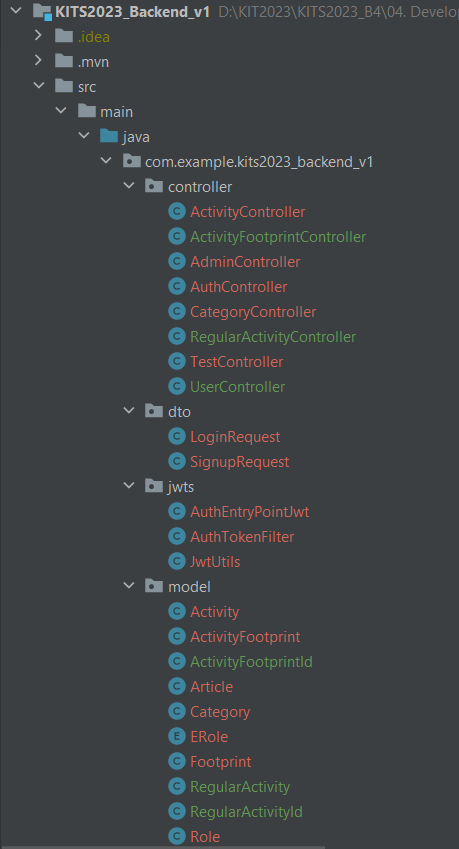 KITS2023_Backend_v1 D:\KIT2023\KITS2023_B4\04. Develop
.idea
.mvn
src
main
java
com.example.kits2023_backend_v1
controller
C ActivityController
C ActivityFootprintController
C AdminController
C AuthController
C CategoryController
C RegularActivityController
C TestController
C UserController
dto
C LoginRequest
C SignupRequest
jwts
C AuthEntryPointJwt
C AuthTokenFilter
C JwtUtils
model
C Activity
C ActivityFootprint
C ActivityFootprintId
C Article
C Category
E ERole
C Footprint
C RegularActivity
C RegularActivityId
C Role